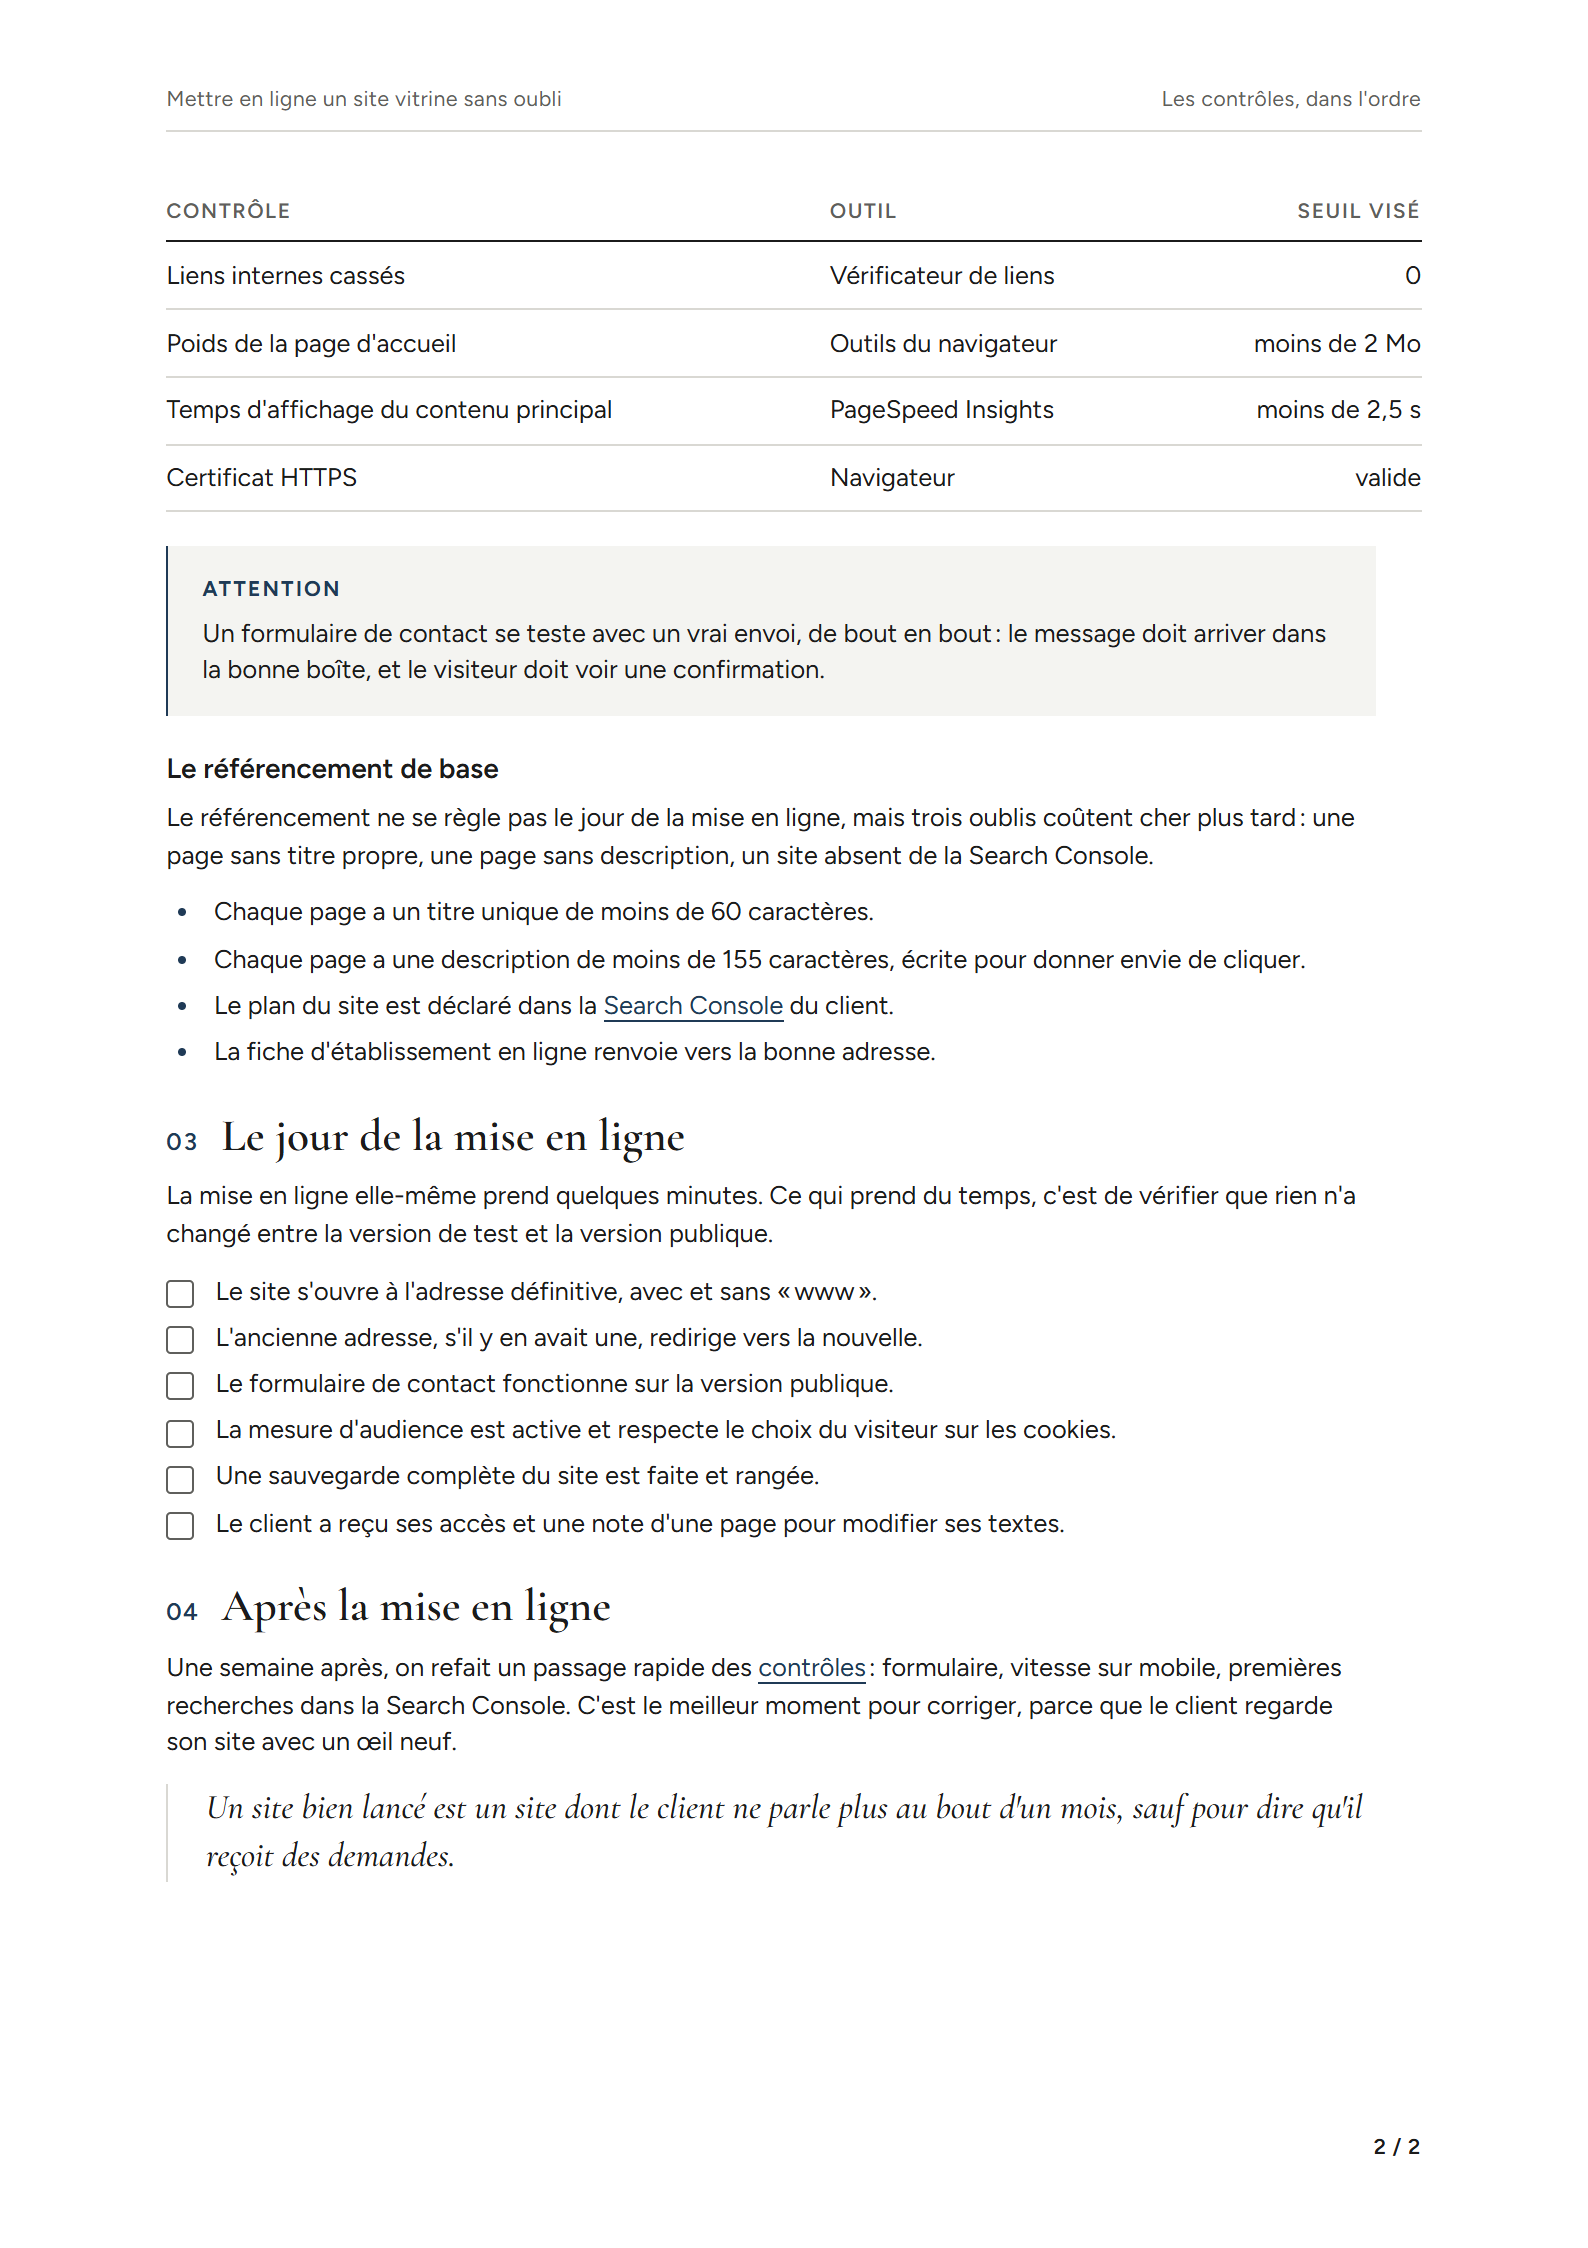 Mettre en ligne un site vitrine sans oubli
Les contrôles, dans l'ordre
CONTRÔLE OUTIL SEUIL VISÉ
Liens internes cassés Vérificateur de liens 0
Poids de la page d'accueil Outils du navigateur moins de 2 Mo
Temps d'affichage du contenu principal PageSpeed Insights moins de 2,5 s
Certificat HTTPS Navigateur valide
ATTENTION
Un formulaire de contact se teste avec un vrai envoi, de bout en bout : le message doit arriver dans
la bonne boîte, et le visiteur doit voir une confirmation.
Le référencement de base
Le référencement ne se règle pas le jour de la mise en ligne, mais trois oublis coûtent cher plus tard : une
page sans titre propre, une page sans description, un site absent de la Search Console.
• Chaque page a un titre unique de moins de 60 caractères.
• Chaque page a une description de moins de 155 caractères, écrite pour donner envie de cliquer.
• Le plan du site est déclaré dans la Search Console du client.
• La fiche d'établissement en ligne renvoie vers la bonne adresse.
03 Le jour de la mise en ligne
La mise en ligne elle-même prend quelques minutes. Ce qui prend du temps, c'est de vérifier que rien n'a
changé entre la version de test et la version publique.
Le site s'ouvre à l'adresse définitive, avec et sans « www ».
L'ancienne adresse, s'il y en avait une, redirige vers la nouvelle.
Le formulaire de contact fonctionne sur la version publique.
La mesure d'audience est active et respecte le choix du visiteur sur les cookies.
Une sauvegarde complète du site est faite et rangée.
Le client a reçu ses accès et une note d'une page pour modifier ses textes.
04 Après la mise en ligne
Une semaine après, on refait un passage rapide des contrôles : formulaire, vitesse sur mobile, premières
recherches dans la Search Console. C'est le meilleur moment pour corriger, parce que le client regarde
son site avec un œil neuf.
Un site bien lancé est un site dont le client ne parle plus au bout d'un mois, sauf pour dire qu'il
reçoit des demandes.
2 / 2